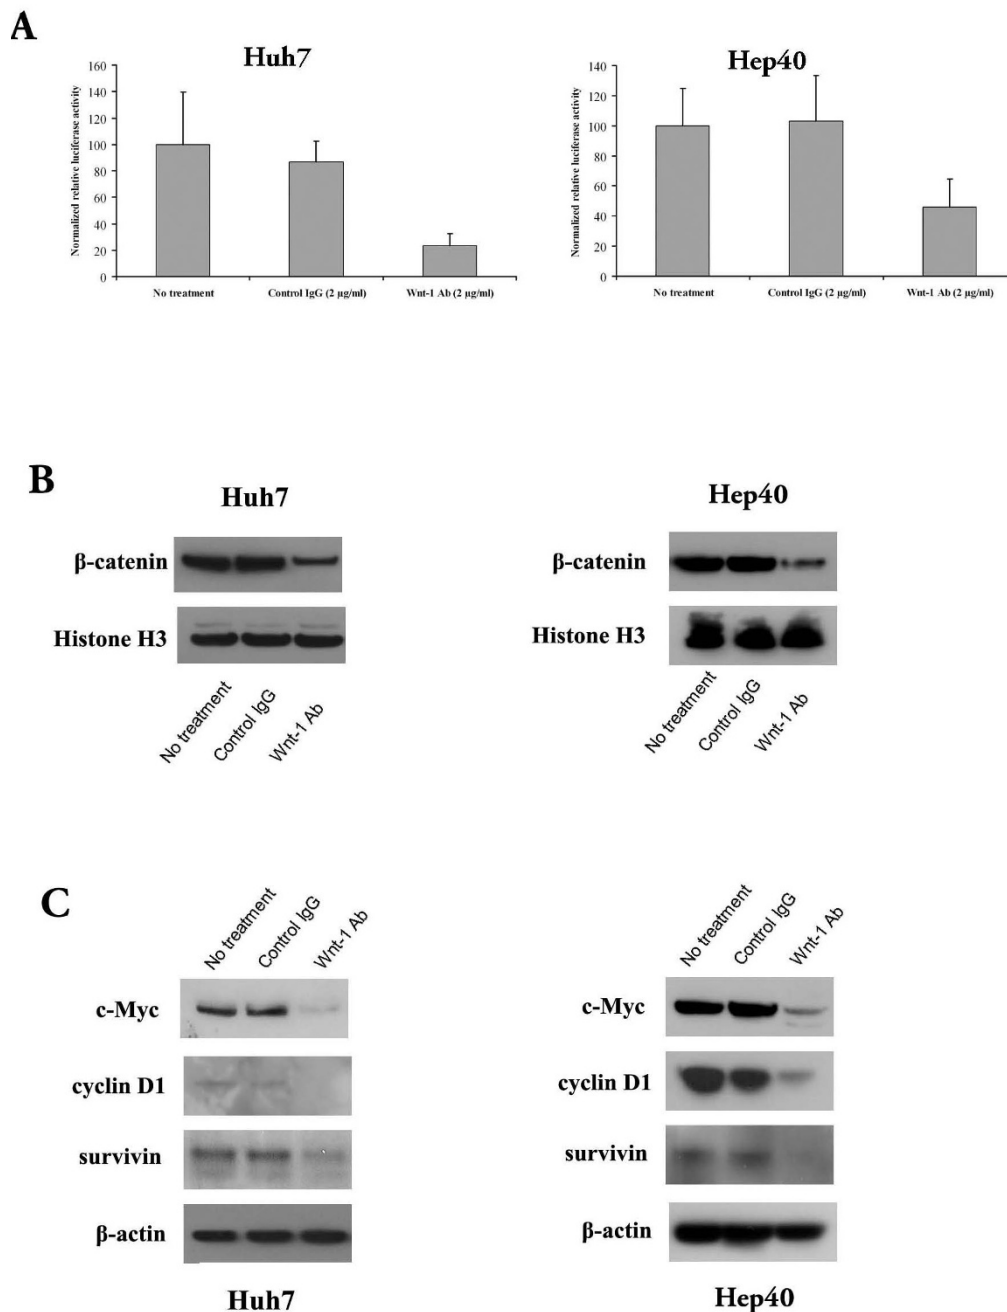 A
Huh7
Normalized relative luciferase activity
160
140
120
100
80
60
40
20
0
No treatment
Control IgG (2 µg/ml)
Wnt-1 Ab (2 µg/ml)
Hep40
Normalized relative luciferase activity
140
120
100
80
60
40
20
0
No treatment
Control IgG (2 µg/ml)
Wnt-1 Ab (2 µg/ml)
B
Huh7
β-catenin
Histone H3
No treatment
Control IgG
Wnt-1 Ab
Hep40
β-catenin
Histone H3
No treatment
Control IgG
Wnt-1 Ab
C
No treatment
Control IgG
Wnt-1 Ab
c-Myc
cyclin D1
survivin
β-actin
Huh7
No treatment
Control IgG
Wnt-1 Ab
c-Myc
cyclin D1
survivin
β-actin
Hep40